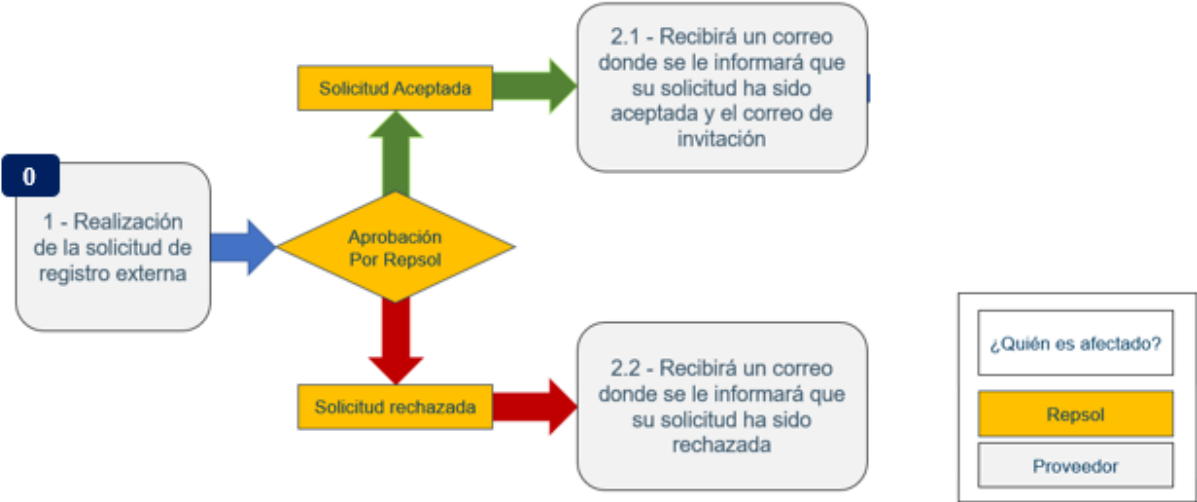 0
1 - Realización
de la solicitud de
registro externa
Aprobación
Por Repsol
Solicitud Aceptada
2.1 - Recibirá un correo
donde se le informará que
su solicitud ha sido
aceptada y el correo de
invitación
Solicitud rechazada
2.2 - Recibirá un correo
donde se le informará que
su solicitud ha sido
rechazada
¿Quién es afectado?
Repsol
Proveedor